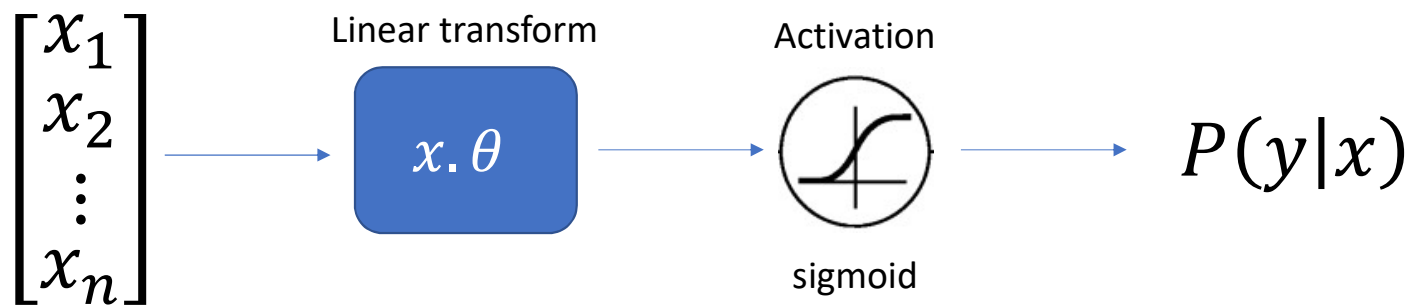 x₁
x₂
⋮
xₙ
Linear transform
x. θ
Activation
sigmoid
P(y|x)